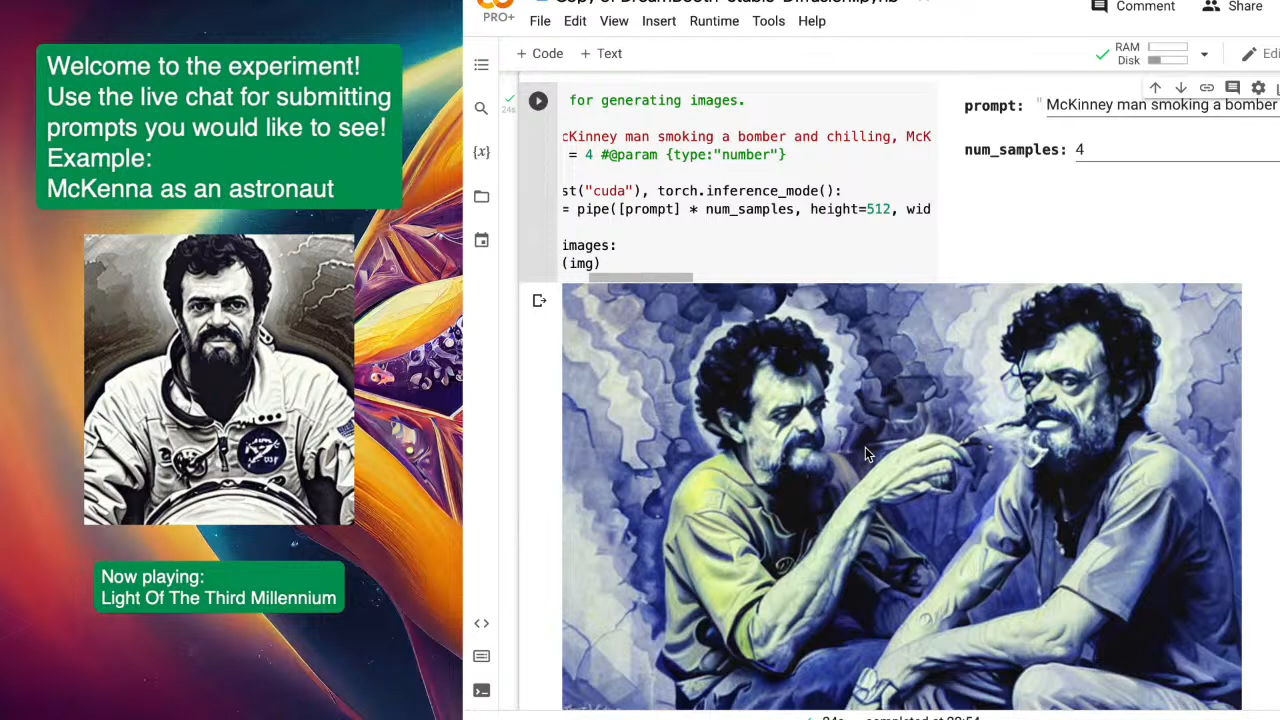 Welcome to the experiment!
Use the live chat for submitting
prompts you would like to see!
Example:
McKenna as an astronaut
Now playing:
Light Of The Third Millennium
PRO+
File Edit View Insert Runtime Tools Help
Comment Share
+ Code + Text
RAM
Disk
24s
for generating images.
cKinney man smoking a bomber and chilling, McK
= 4 #@param {type:"number"}
st("cuda"), torch.inference_mode():
= pipe([prompt] * num_samples, height=512, wid
images:
(img)
prompt: " McKinney man smoking a bomber
num_samples: 4
{x}